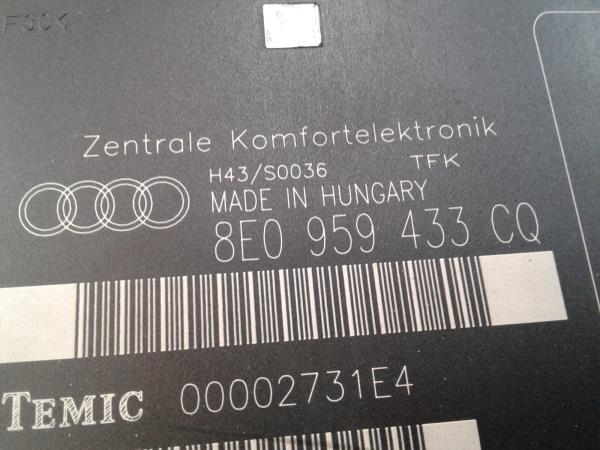 Zentrale Komfortelektronik
H43/S0036 TFK
MADE IN HUNGARY
8E0 959 433 CQ
TEMIC 00002731E4